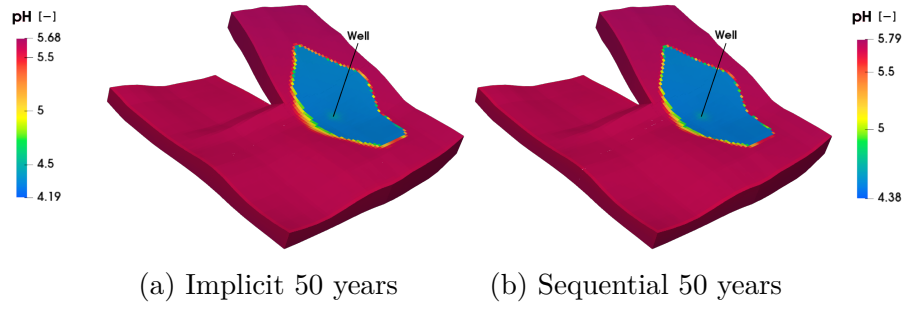 pH [−]
5.68
5.5
5
4.5
4.19
Well
Well
pH [−]
5.79
5.5
5
4.38
(a) Implicit 50 years
(b) Sequential 50 years